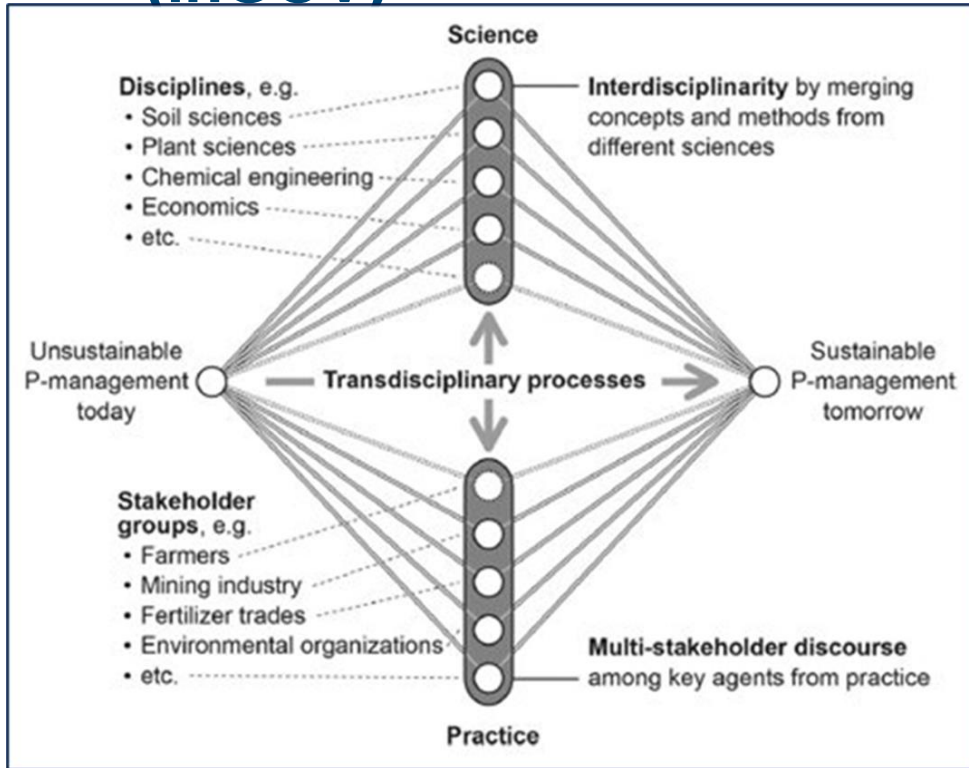 Science
Disciplines, e.g.
• Soil sciences
• Plant sciences
• Chemical engineering
• Economics
• etc.
Interdisciplinarity by merging
concepts and methods from
different sciences
Unsustainable
P-management
today
Transdisciplinary processes
Sustainable
P-management
tomorrow
Stakeholder
groups, e.g.
• Farmers
• Mining industry
• Fertilizer trades
• Environmental organizations
• etc.
Multi-stakeholder discourse
among key agents from practice
Practice